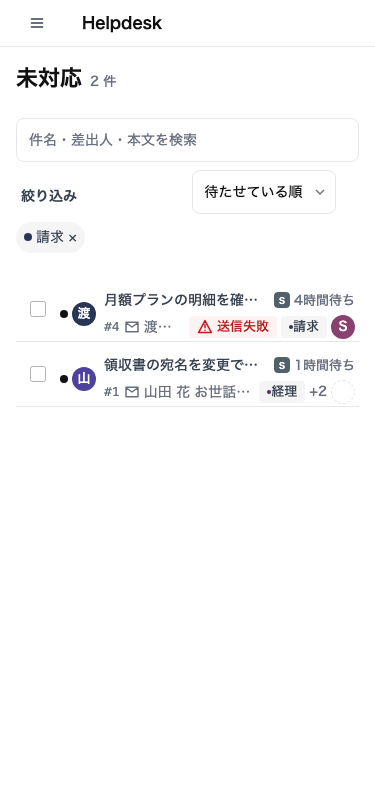 Helpdesk
未対応 2 件
件名・差出人・本文を検索
絞り込み
待たせている順
請求 ×
渡 月額プランの明細を確… S 4時間待ち
#4 渡… 送信失敗 •請求 S
山 領収書の宛名を変更で… S 1時間待ち
#1 山田 花 お世話… •経理 +2